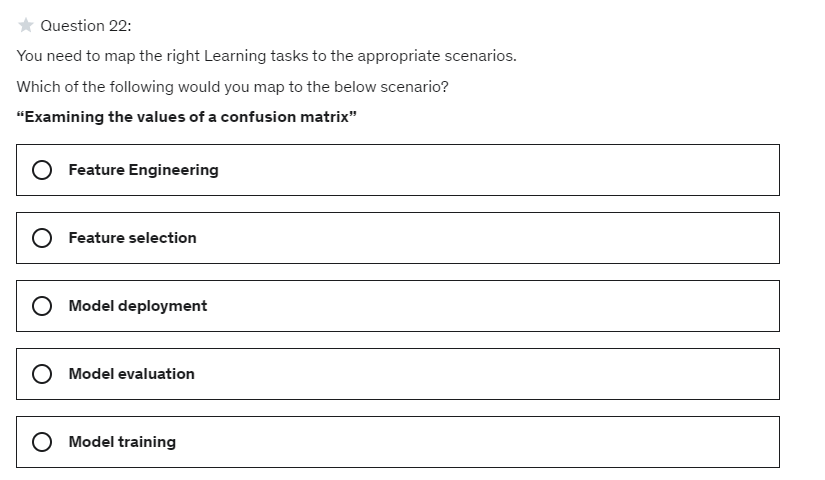 Question 22:
You need to map the right Learning tasks to the appropriate scenarios.
Which of the following would you map to the below scenario?
“Examining the values of a confusion matrix”
Feature Engineering
Feature selection
Model deployment
Model evaluation
Model training